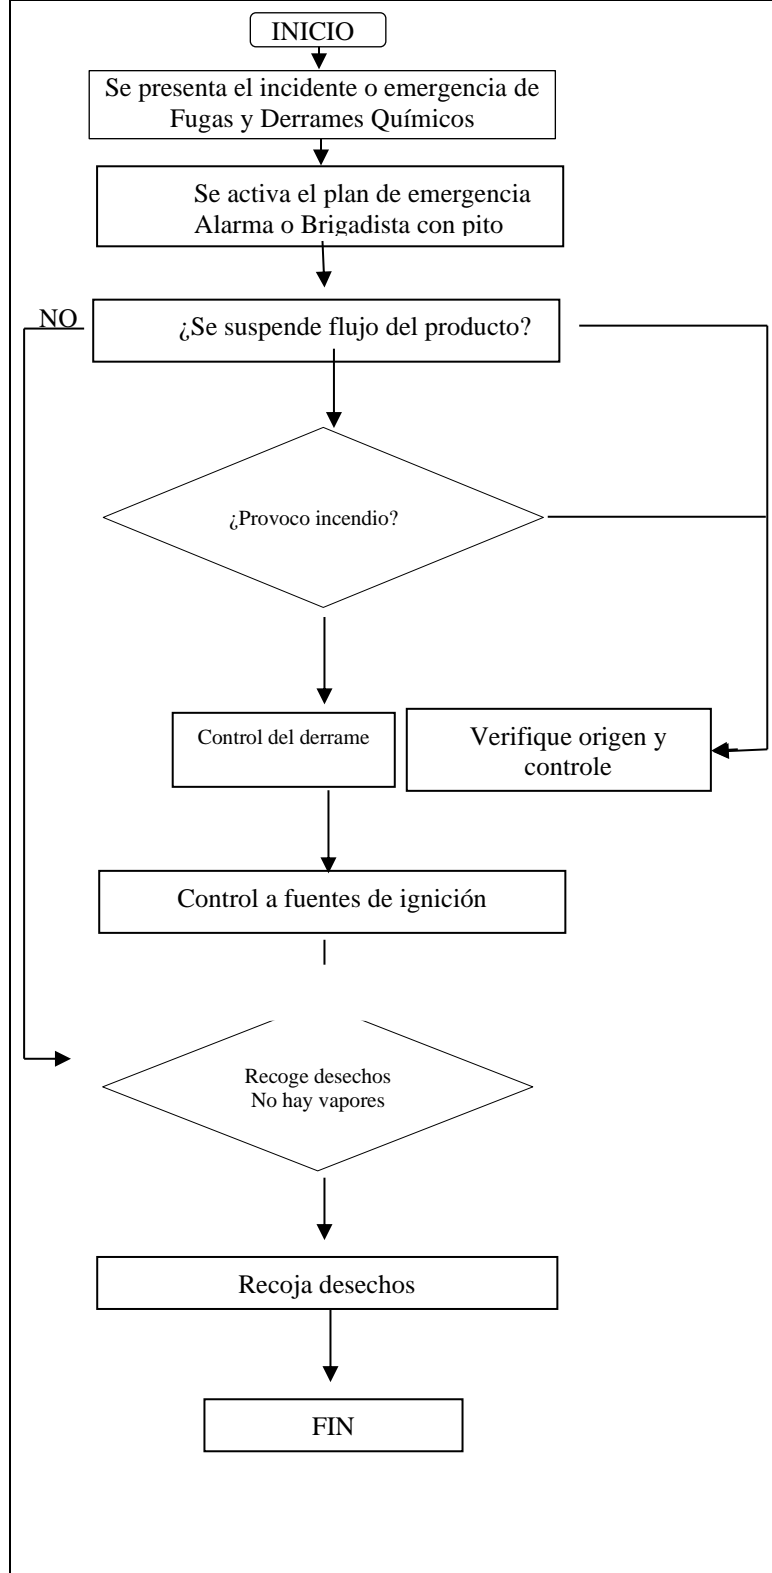 INICIO
Se presenta el incidente o emergencia de
Fugas y Derrames Químicos
Se activa el plan de emergencia
Alarma o Brigadista con pito
NO
¿Se suspende flujo del producto?
¿Provoco incendio?
Control del derrame
Verifique origen y
controle
Control a fuentes de ignición
Recoge desechos
No hay vapores
Recoja desechos
FIN